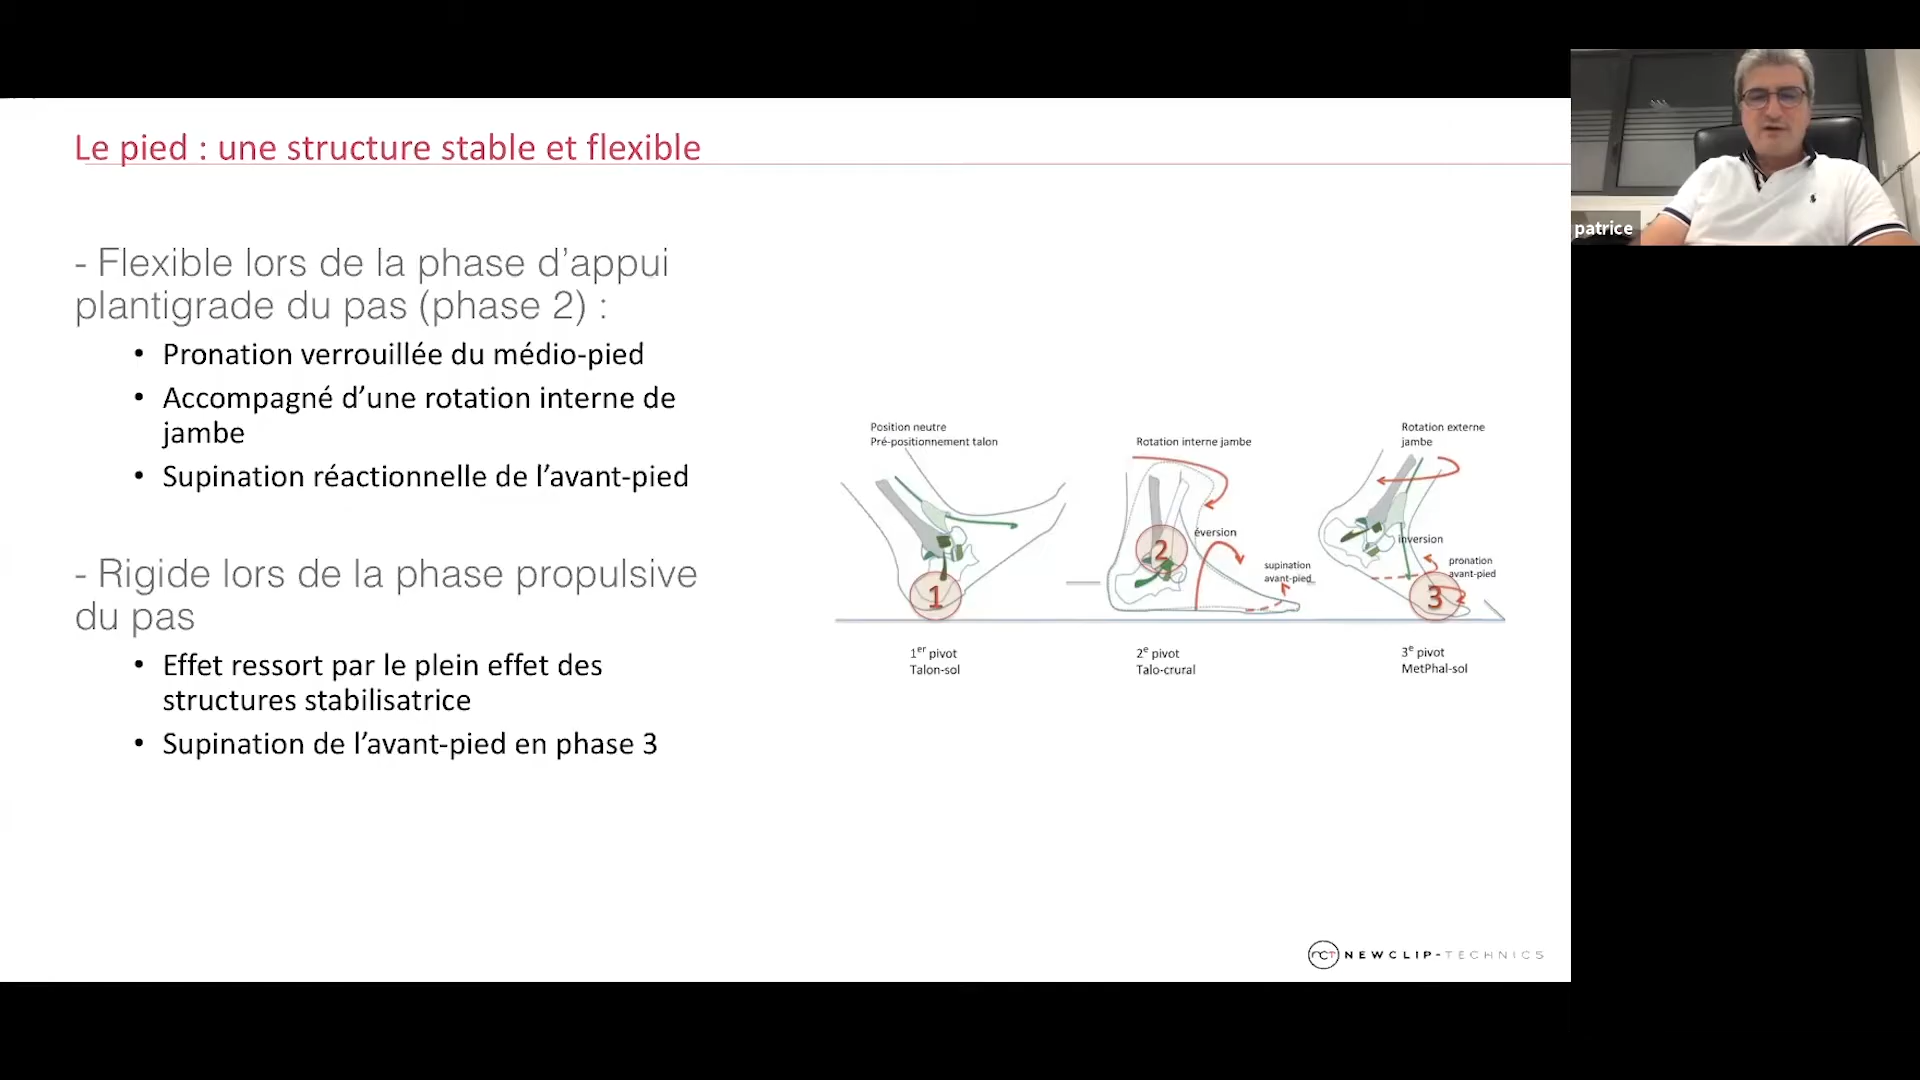 Le pied : une structure stable et flexible
- Flexible lors de la phase d’appui
plantigrade du pas (phase 2) :
• Pronation verrouillée du médio-pied
• Accompagné d’une rotation interne de
jambe
• Supination réactionnelle de l’avant-pied
- Rigide lors de la phase propulsive
du pas
• Effet ressort par le plein effet des
structures stabilisatrice
• Supination de l’avant-pied en phase 3
Position neutre
Pré-positionnement talon
1
1er pivot
Talon-sol
Rotation interne jambe
éversion
2
supination
avant-pied
2e pivot
Talo-crural
Rotation externe
jambe
inversion
pronation
avant-pied
3
3e pivot
MetPhal-sol
nct NEWCLIP-TECHNICS
patrice